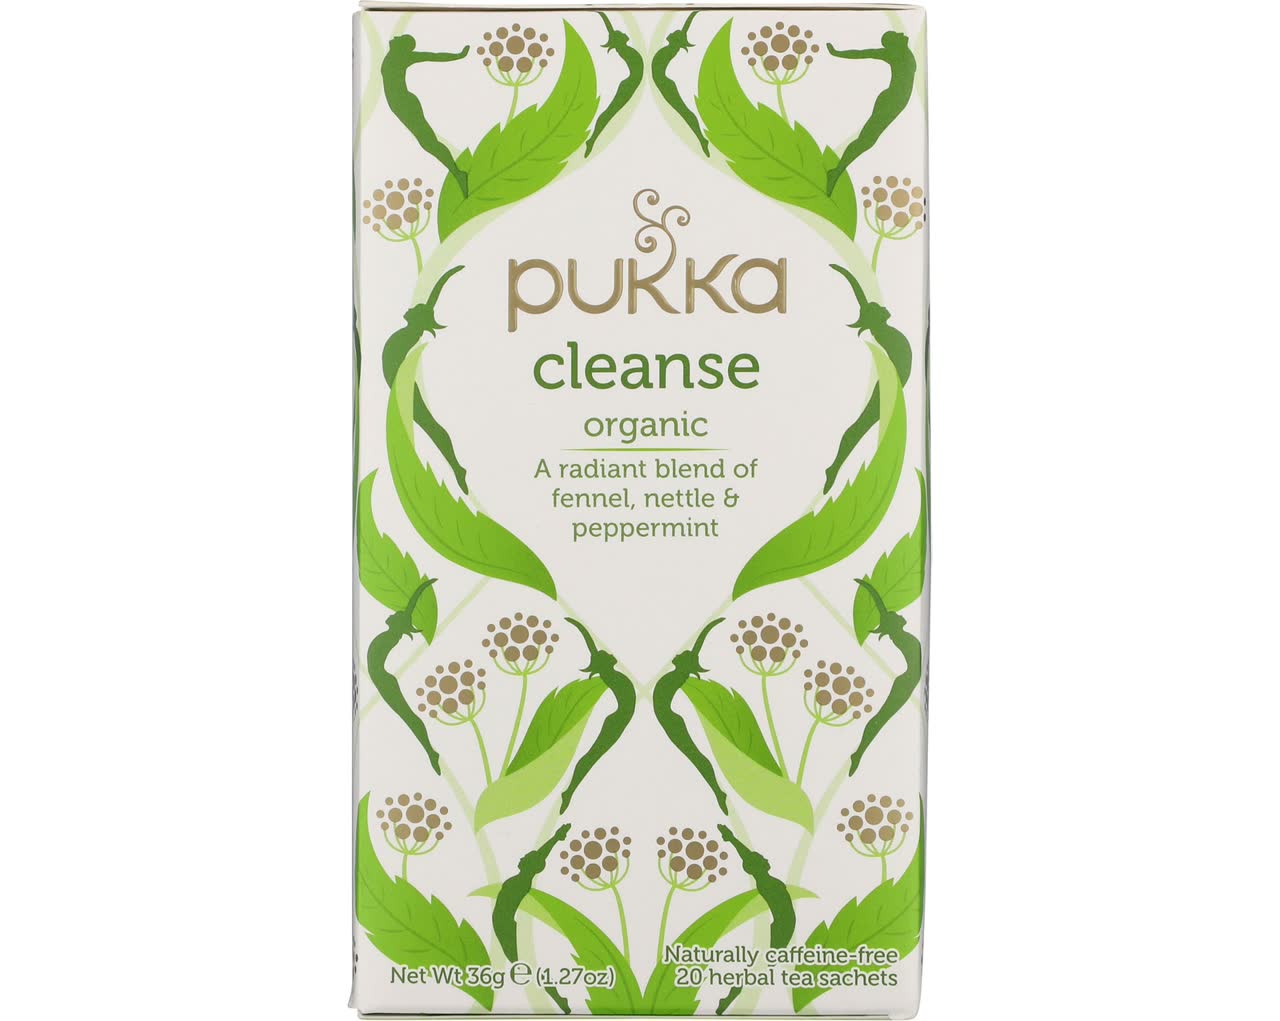 pukka
cleanse
organic
A radiant blend of
fennel, nettle &
peppermint
Naturally caffeine-free
Net Wt 36g ℮ (1.27oz)
20 herbal tea sachets